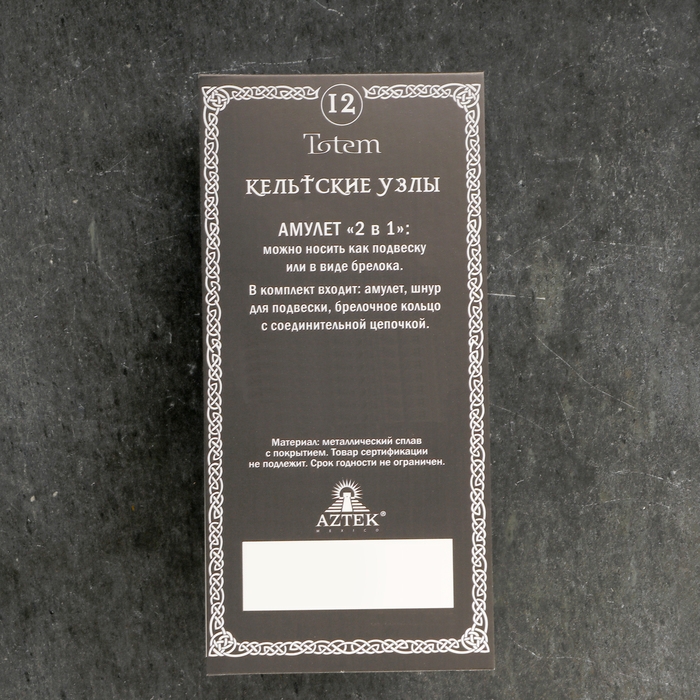 12
Totem
КЕЛЬТСКИЕ УЗЛЫ
АМУЛЕТ «2 в 1»:
можно носить как подвеску
или в виде брелока.
В комплект входит: амулет, шнур
для подвески, брелочное кольцо
с соединительной цепочкой.
Материал: металлический сплав
с покрытием. Товар сертификации
не подлежит. Срок годности не ограничен.
AZTEK®
MEXICO